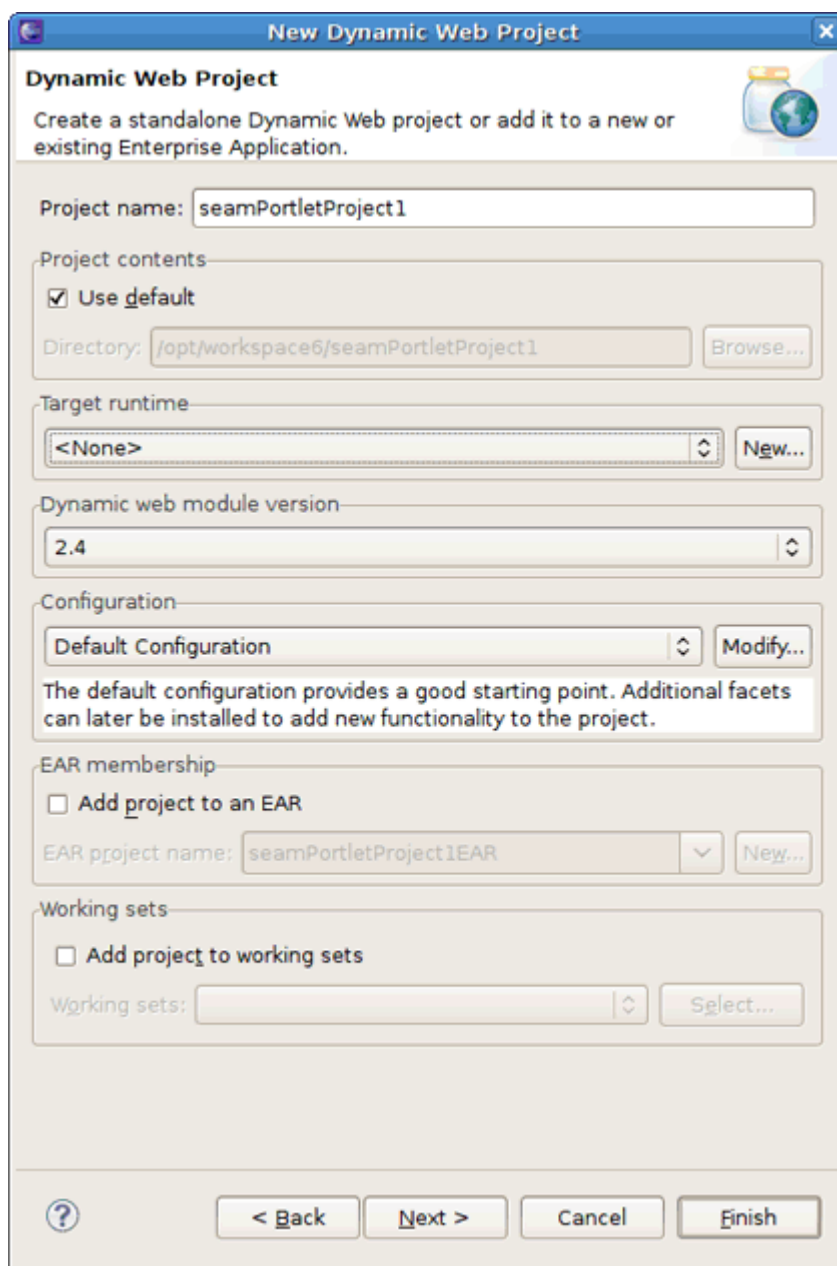 New Dynamic Web Project
Dynamic Web Project
Create a standalone Dynamic Web project or add it to a new or
existing Enterprise Application.
Project name: seamPortletProject1
Project contents
Use default
Directory: /opt/workspace6/seamPortletProject1 Browse...
Target runtime
<None> New...
Dynamic web module version
2.4
Configuration
Default Configuration Modify...
The default configuration provides a good starting point. Additional facets
can later be installed to add new functionality to the project.
EAR membership
Add project to an EAR
EAR project name: seamPortletProject1EAR New...
Working sets
Add project to working sets
Working sets: Select...
? < Back Next > Cancel Finish